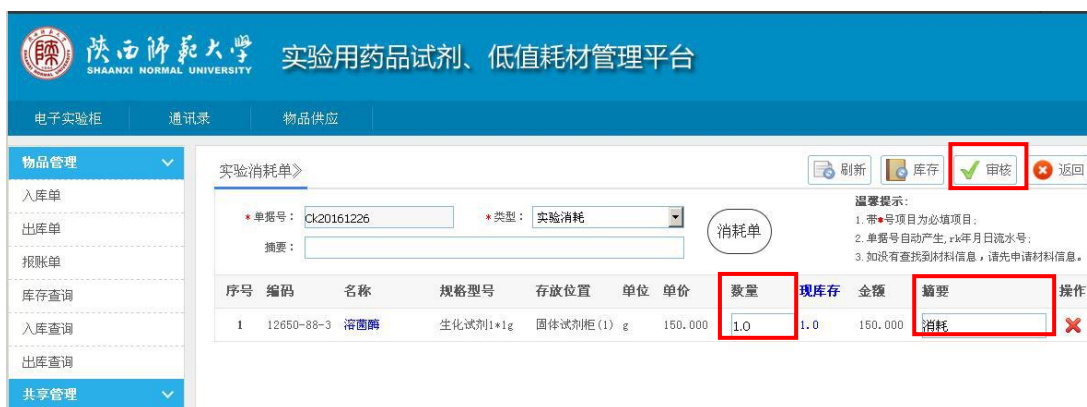 陕西师范大学
SHAANXI NORMAL UNIVERSITY
实验用药品试剂、低值耗材管理平台
电子实验柜 通讯录 物品供应
物品管理
入库单
出库单
报账单
库存查询
入库查询
出库查询
共享管理
实验消耗单》
刷新 库存 审核 返回
*单据号： Ck20161226 *类型： 实验消耗
摘要：
消耗单
温馨提示：
1.带*号项目为必填项目；
2.单据号自动产生,rk年月日流水号；
3.如没有查找到材料信息，请先申请材料信息。
序号 编码 名称 规格型号 存放位置 单位 单价 数量 现库存 金额 摘要 操作
1 12650-88-3 溶菌酶 生化试剂1*1g 固体试剂柜(1) g 150.000 1.0 1.0 150.000 消耗